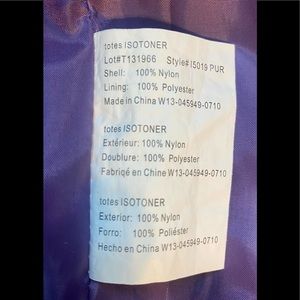 totes ISOTONER
Lot#T131966 Style# I5019 PUR
Shell: 100% Nylon
Lining: 100% Polyester
Made in China W13-045949-0710
totes ISOTONER
Extérieur: 100% Nylon
Doublure: 100% Polyester
Fabriqé en Chine W13-045949-0710
totes ISOTONER
Exterior: 100% Nylon
Forro: 100% Poliéster
Hecho en China W13-045949-0710